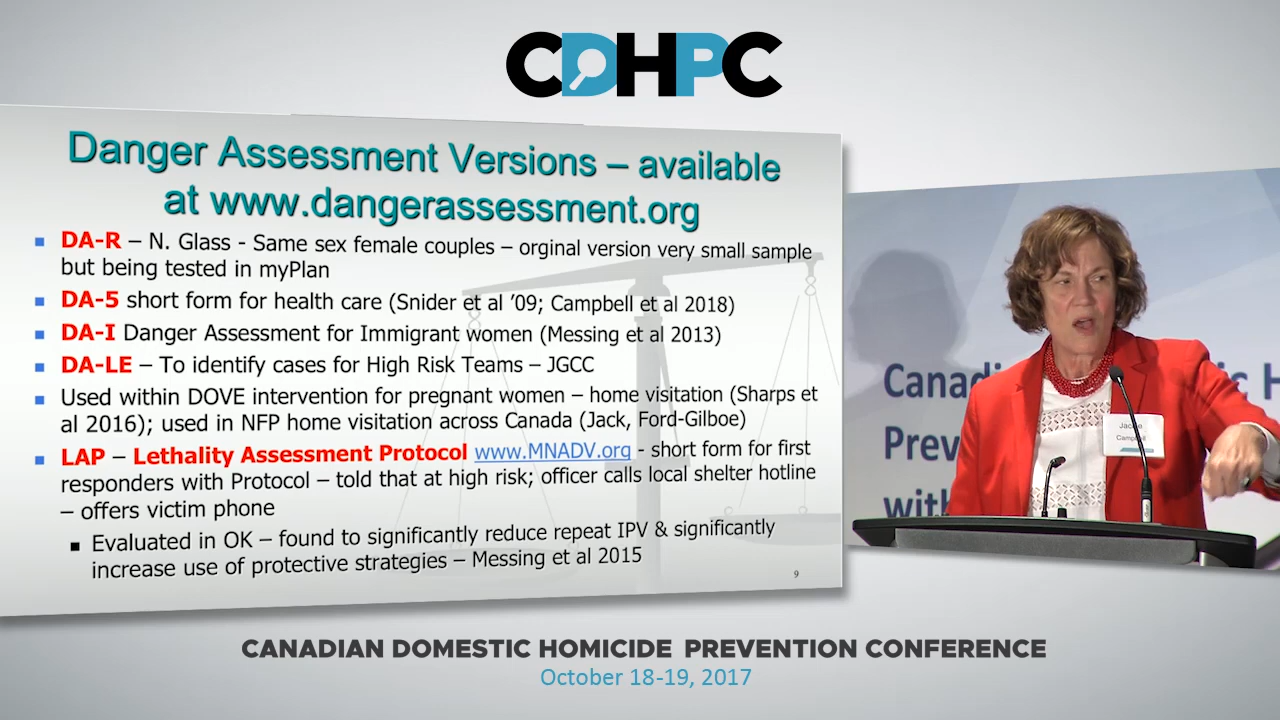 CDHPC
Danger Assessment Versions – available
at www.dangerassessment.org
DA-R – N. Glass - Same sex female couples – orginal version very small sample
but being tested in myPlan
DA-5 short form for health care (Snider et al ’09; Campbell et al 2018)
DA-I Danger Assessment for Immigrant women (Messing et al 2013)
DA-LE – To identify cases for High Risk Teams – JGCC
Used within DOVE intervention for pregnant women – home visitation (Sharps et
al 2016); used in NFP home visitation across Canada (Jack, Ford-Gilboe)
LAP – Lethality Assessment Protocol www.MNADV.org - short form for first
responders with Protocol – told that at high risk; officer calls local shelter hotline
– offers victim phone
Evaluated in OK – found to significantly reduce repeat IPV & significantly
increase use of protective strategies – Messing et al 2015
9
Canad
ic H
Prev
with
Campbell
CANADIAN DOMESTIC HOMICIDE PREVENTION CONFERENCE
October 18-19, 2017